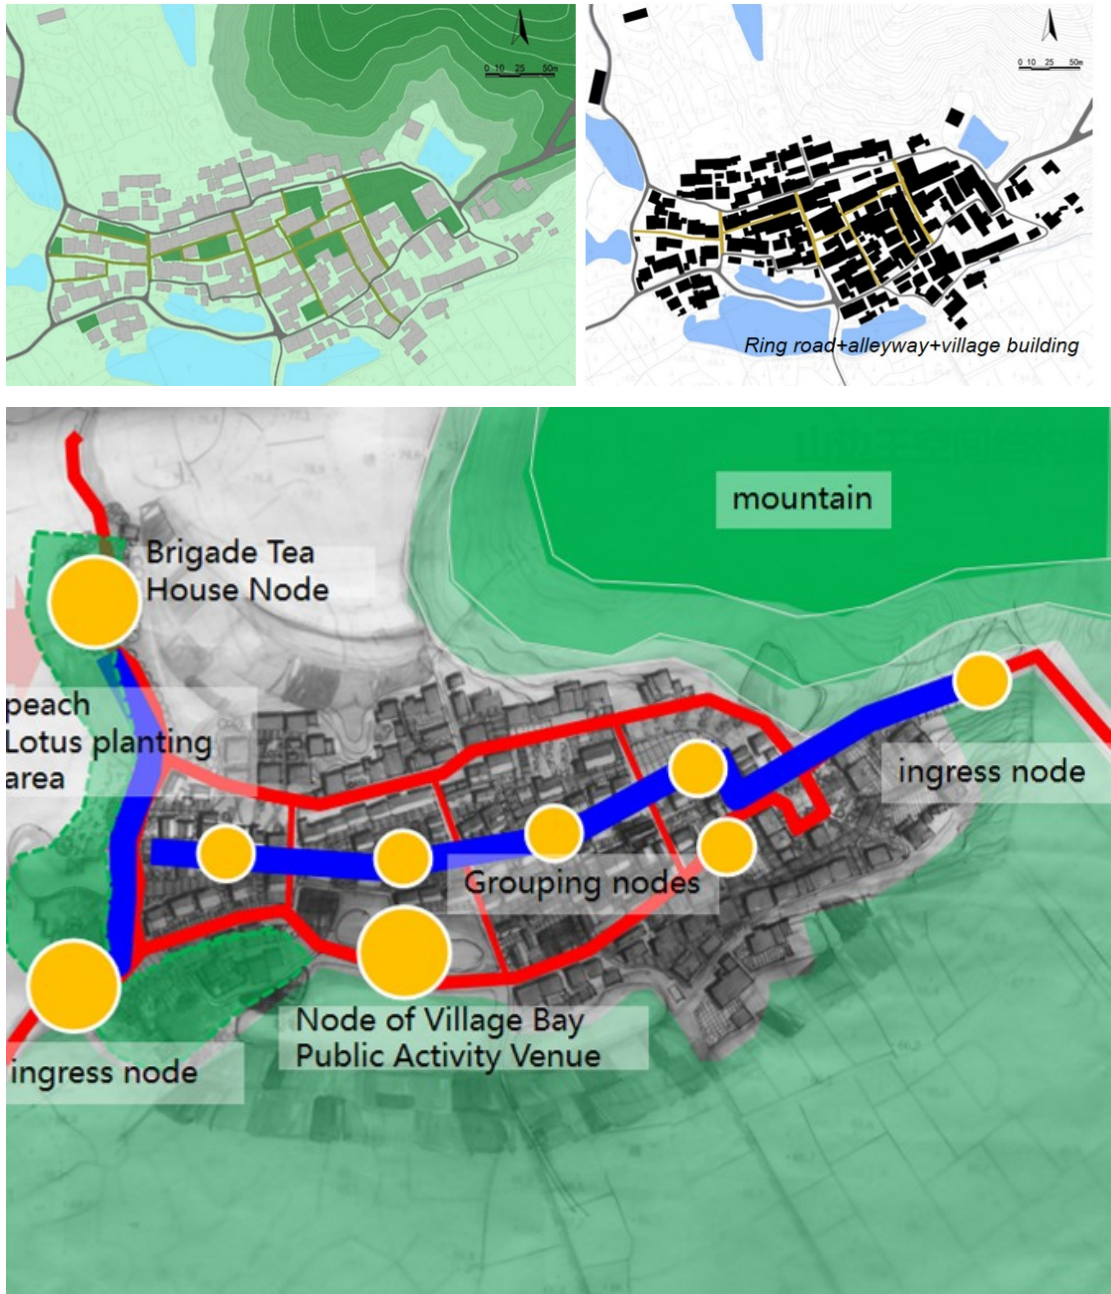 0 10 25 50m
0 10 25 50m
Ring road+alleyway+village building
mountain
Brigade Tea
House Node
peach
Lotus planting
area
ingress node
Grouping nodes
Node of Village Bay
Public Activity Venue
ingress node